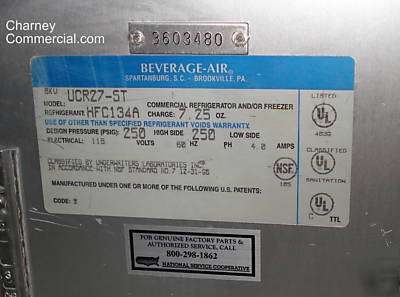 Charney
Commercial.com
3603480
BEVERAGE-AIR®
SPARTANBURG, S.C. - BROOKVILLE, PA.
SKU
MODEL: UCR27-5T
COMMERCIAL REFRIGERATOR AND/OR FREEZER
REFRIGERANT: HFC134A CHARGE: 7.25 OZ.
USE OF OTHER THAN SPECIFIED REFRIGERANT VOIDS WARRANTY
DESIGN PRESSURE (PSIG): 250 HIGH SIDE 250 LOW SIDE
ELECTRICAL: 115 VOLTS 60 HZ PH 4.0 AMPS
CLASSIFIED BY UNDERWRITERS LABORATORIES INC.
IN ACCORDANCE WITH NSF STANDARD NO.7
MANUFACTURED UNDER ONE OR MORE OF THE FOLLOWING U.S. PATENTS:
CODE:
LISTED
UL
CLASSIFIED
UL
SANITATION
NSF
UL
C TTL
FOR GENUINE FACTORY PARTS &
AUTHORIZED SERVICE, CALL
800-298-1862
NATIONAL SERVICE COOPERATIVE